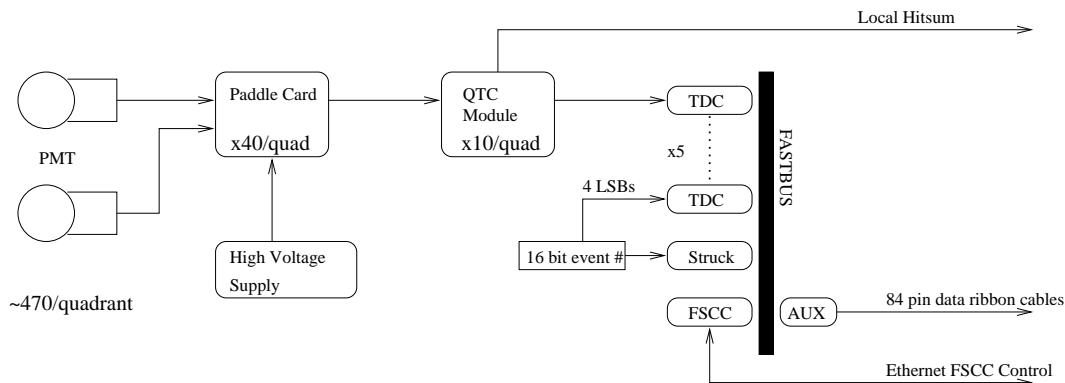 Local Hitsum
PMT
~470/quadrant
Paddle Card
x40/quad
High Voltage
Supply
QTC
Module
x10/quad
TDC
x5
4 LSBs
TDC
16 bit event #
Struck
FSCC
FASTBUS
AUX
84 pin data ribbon cables
Ethernet FSCC Control